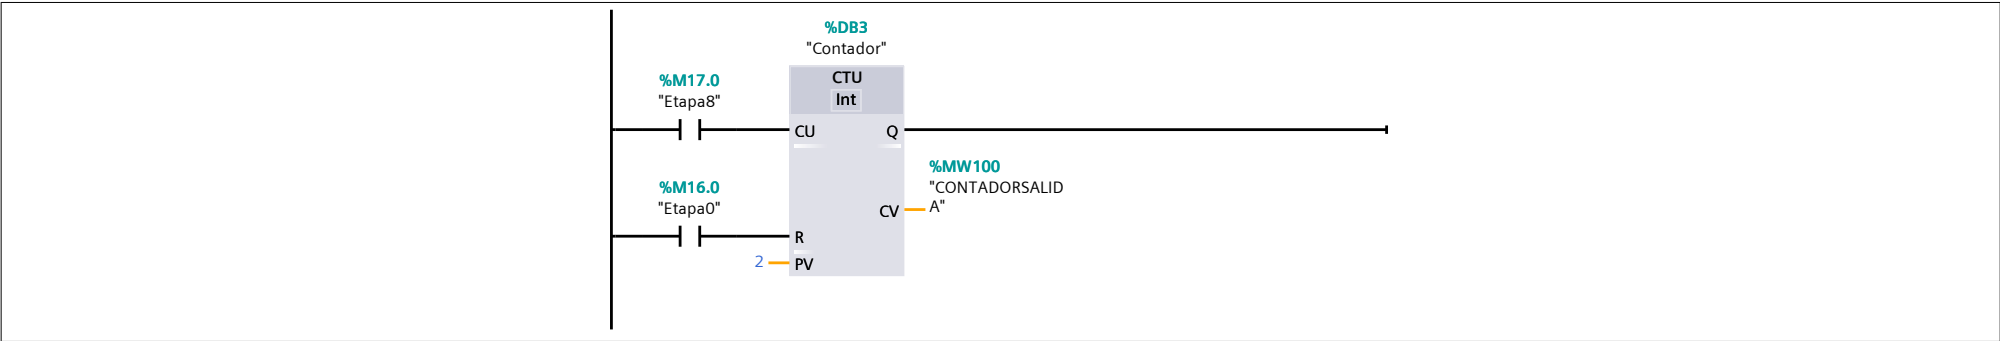 %DB3
"Contador"
%M17.0
"Etapa8"
CTU
Int
CU
Q
%MW100
"CONTADORSALID
A"
%M16.0
"Etapa0"
CV
R
2
PV